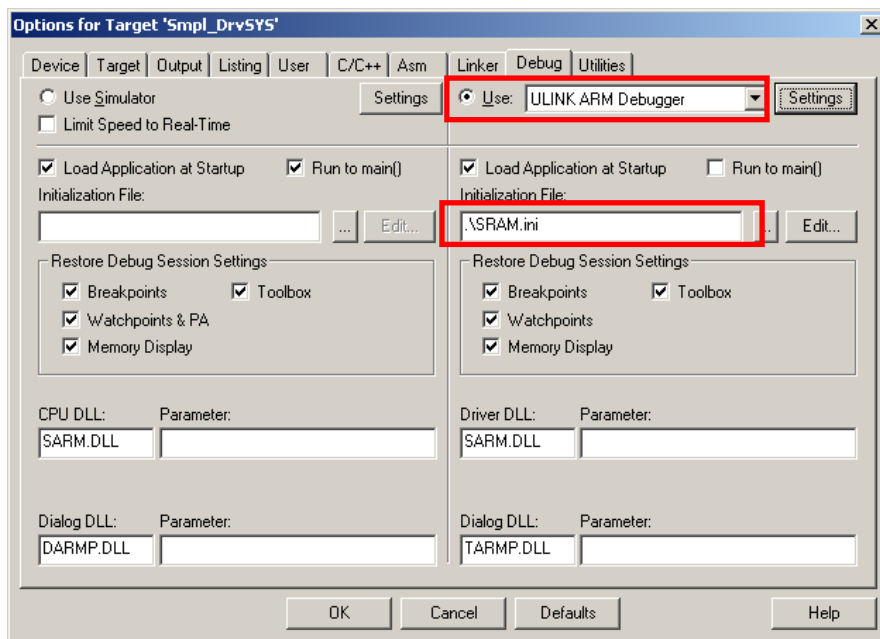 Options for Target 'Smpl_DrvSYS'
Device Target Output Listing User C/C++ Asm Linker Debug Utilities
Use Simulator Settings Use: ULINK ARM Debugger Settings
Limit Speed to Real-Time
Load Application at Startup Run to main() Load Application at Startup Run to main()
Initialization File: Initialization File:
... Edit... .\SRAM.ini .. Edit...
Restore Debug Session Settings Restore Debug Session Settings
Breakpoints Toolbox Breakpoints Toolbox
Watchpoints & PA Watchpoints
Memory Display Memory Display
CPU DLL: Parameter: Driver DLL: Parameter:
SARM.DLL SARM.DLL
Dialog DLL: Parameter: Dialog DLL: Parameter:
DARMP.DLL TARMP.DLL
OK Cancel Defaults Help